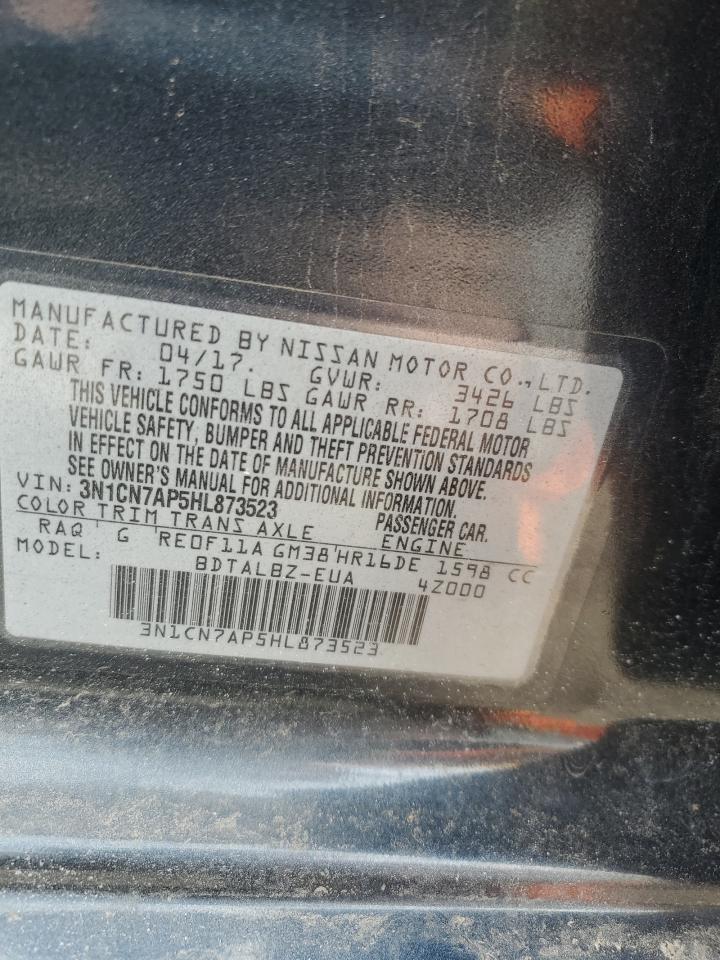 MANUFACTURED BY NISSAN MOTOR CO., LTD.
DATE: 04/17. GVWR: 3426 LBS
GAWR FR: 1750 LBS GAWR RR: 1708 LBS
THIS VEHICLE CONFORMS TO ALL APPLICABLE FEDERAL MOTOR
VEHICLE SAFETY, BUMPER AND THEFT PREVENTION STANDARDS
IN EFFECT ON THE DATE OF MANUFACTURE SHOWN ABOVE.
SEE OWNER'S MANUAL FOR ADDITIONAL INFORMATION.
VIN: 3N1CN7AP5HL873523 PASSENGER CAR.
COLOR TRIM TRANS AXLE ENGINE
RAQ G RE0F11A GM38 HR16DE 1598 CC
MODEL: BDTALBZ-EUA 4Z000
3N1CN7AP5HL873523